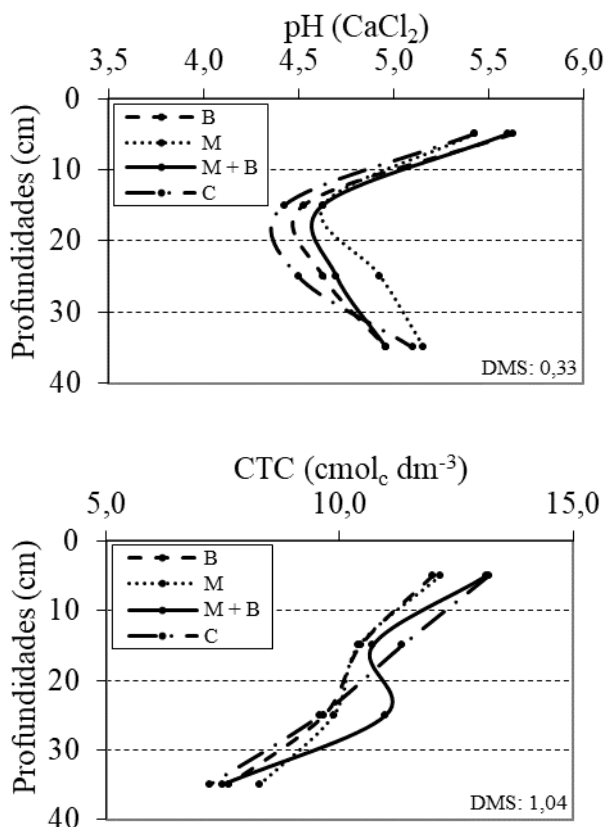 pH (CaCl₂)
3,5 4,0 4,5 5,0 5,5 6,0
Profundidades (cm)
0
10
20
30
40
B
M
M + B
C
DMS: 0,33
CTC (cmol꜀ dm⁻³)
5,0 10,0 15,0
Profundidades (cm)
0
10
20
30
40
B
M
M + B
C
DMS: 1,04